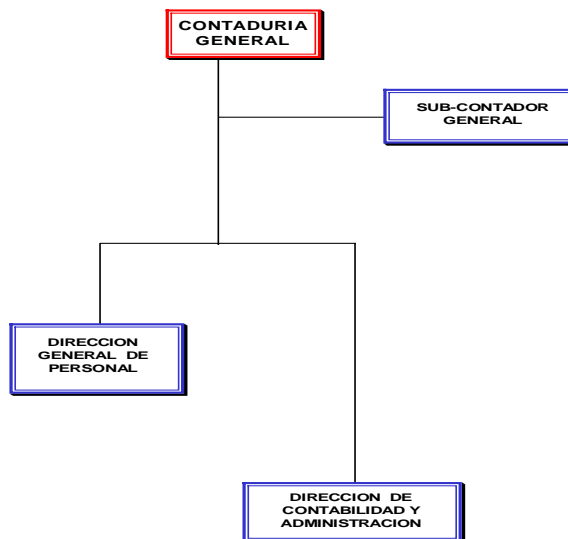 CONTADURIA
GENERAL
SUB-CONTADOR
GENERAL
DIRECCION
GENERAL DE
PERSONAL
DIRECCION DE
CONTABILIDAD Y
ADMINISTRACION